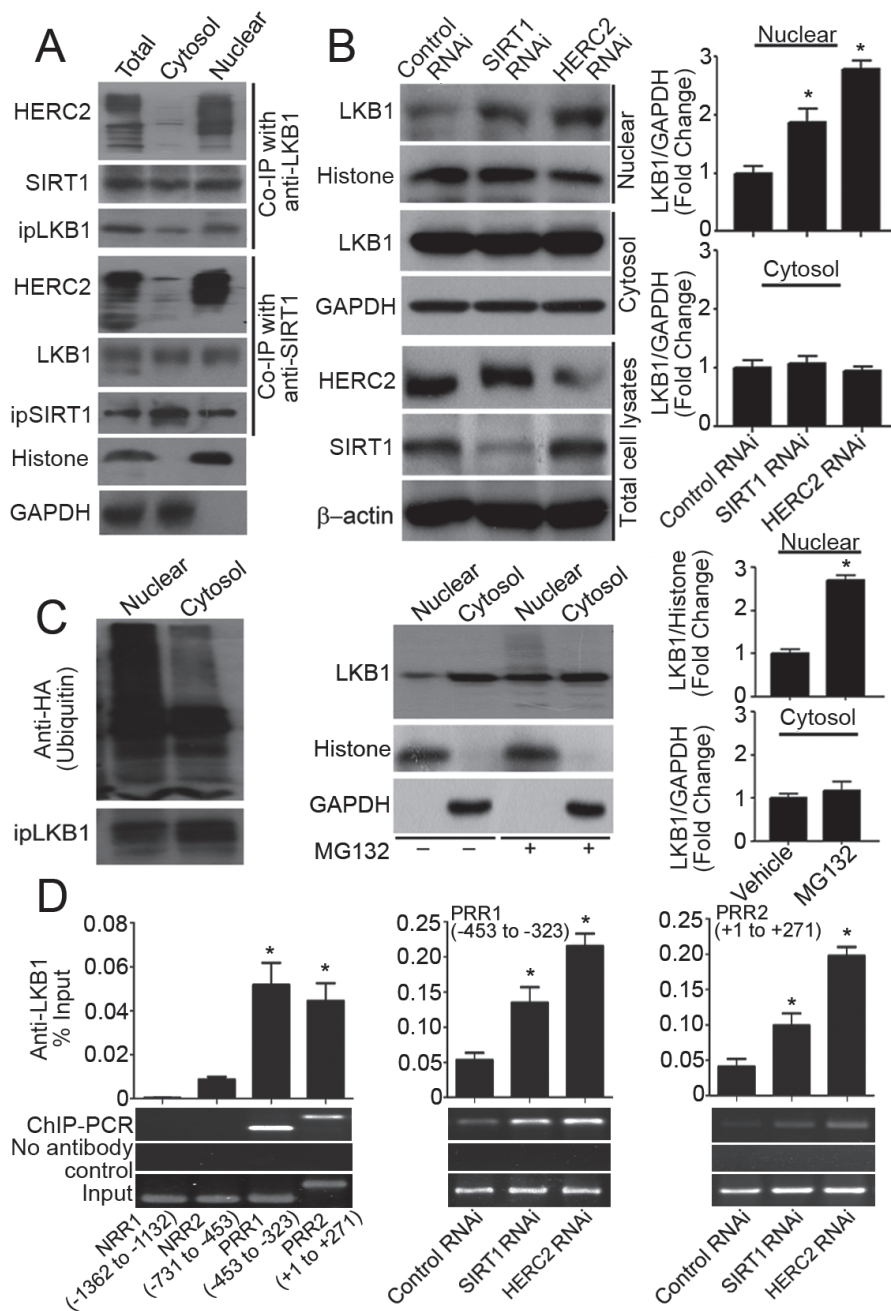 A
Total
Cytosol
Nuclear
HERC2
SIRT1
ipLKB1
Co-IP with
anti-LKB1
HERC2
LKB1
ipSIRT1
Co-IP with
anti-SIRT1
Histone
GAPDH
B
Control
RNAi
SIRT1
RNAi
HERC2
RNAi
LKB1
Histone
Nuclear
LKB1
GAPDH
Cytosol
HERC2
SIRT1
β–actin
Total cell lysates
Nuclear
LKB1/GAPDH
(Fold Change)
3
2
1
0
*
*
Cytosol
LKB1/GAPDH
(Fold Change)
3
2
1
0
Control RNAi
SIRT1 RNAi
HERC2 RNAi
C
Nuclear
Cytosol
Anti-HA
(Ubiquitin)
ipLKB1
Nuclear
Cytosol
Nuclear
Cytosol
LKB1
Histone
GAPDH
MG132 – – + +
Nuclear
LKB1/Histone
(Fold Change)
3
2
1
0
*
Cytosol
LKB1/GAPDH
(Fold Change)
3
2
1
0
Vehicle
MG132
D
Anti-LKB1
% Input
0.08
0.06
0.04
0.02
0
*
*
ChIP-PCR
No antibody
control
Input
NRR1
(-1362 to -1132)
NRR2
(-731 to -453)
PRR1
(-453 to -323)
PRR2
(+1 to +271)
PRR1
(-453 to -323)
0.25
0.20
0.15
0.10
0.05
0
*
*
Control RNAi
SIRT1 RNAi
HERC2 RNAi
PRR2
(+1 to +271)
0.25
0.20
0.15
0.10
0.05
0
*
*
Control RNAi
SIRT1 RNAi
HERC2 RNAi